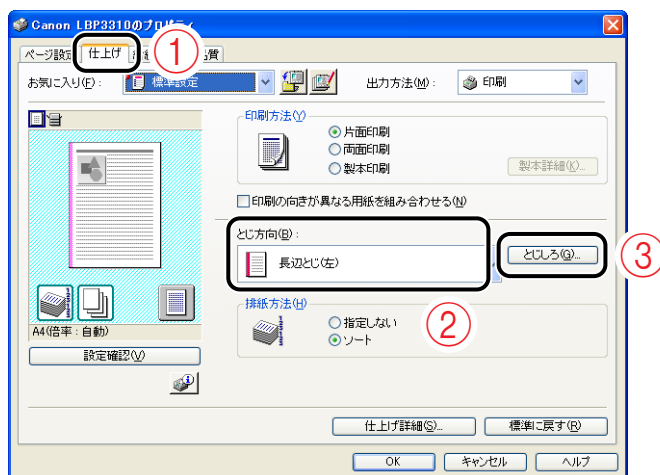 Canon LBP3310のプロパティ
ページ設定 仕上げ 質
①
お気に入り(F): 標準設定 出力方法(M): 印刷
印刷方法(Y)
片面印刷
両面印刷
製本印刷 製本詳細(K)...
印刷の向きが異なる用紙を組み合わせる(N)
とじ方向(B):
長辺とじ(左)
とじしろ(G)...
③
②
排紙方法(H)
指定しない
ソート
A4(倍率:自動)
設定確認(V)
仕上げ詳細(S)... 標準に戻す(R)
OK キャンセル ヘルプ